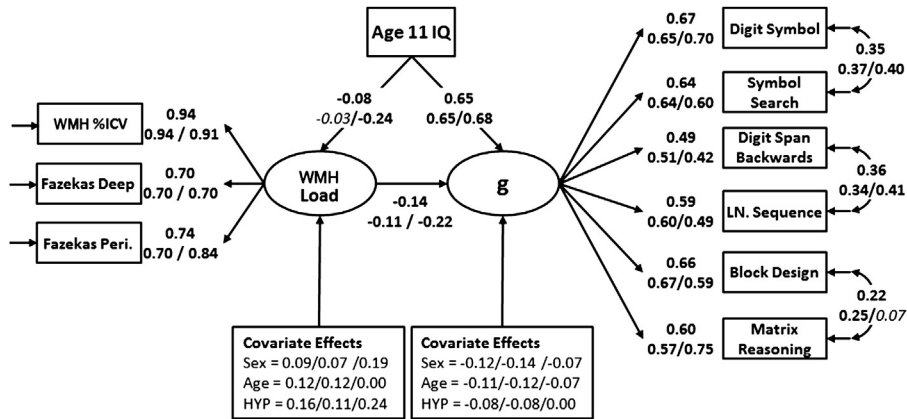 Age 11 IQ
-0.08
-0.03/-0.24
0.65
0.65/0.68
WMH %ICV
0.94
0.94 / 0.91
Fazekas Deep
0.70
0.70 / 0.70
Fazekas Peri.
0.74
0.70 / 0.84
WMH
Load
-0.14
-0.11 / -0.22
g
0.67
0.65/0.70
Digit Symbol
0.35
0.37/0.40
0.64
0.64/0.60
Symbol
Search
0.49
0.51/0.42
Digit Span
Backwards
0.36
0.34/0.41
0.59
0.60/0.49
LN. Sequence
0.66
0.67/0.59
Block Design
0.22
0.25/0.07
0.60
0.57/0.75
Matrix
Reasoning
Covariate Effects
Sex = 0.09/0.07 /0.19
Age = 0.12/0.12/0.00
HYP = 0.16/0.11/0.24
Covariate Effects
Sex = -0.12/-0.14 /-0.07
Age = -0.11/-0.12/-0.07
HYP = -0.08/-0.08/0.00